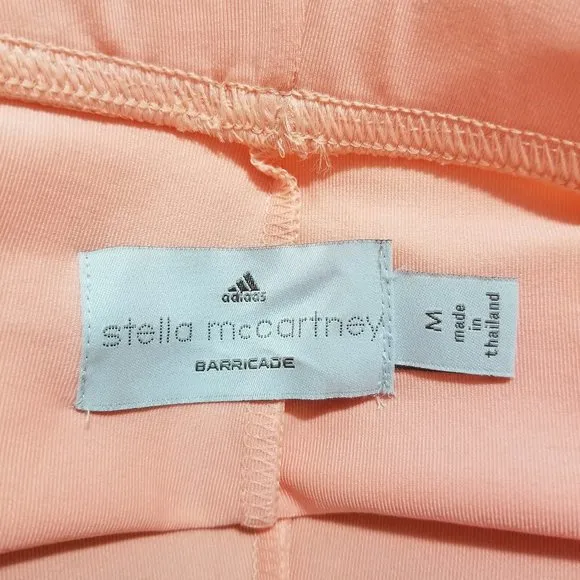 adidas
stella mccartney
BARRICADE
M
made
in
thailand